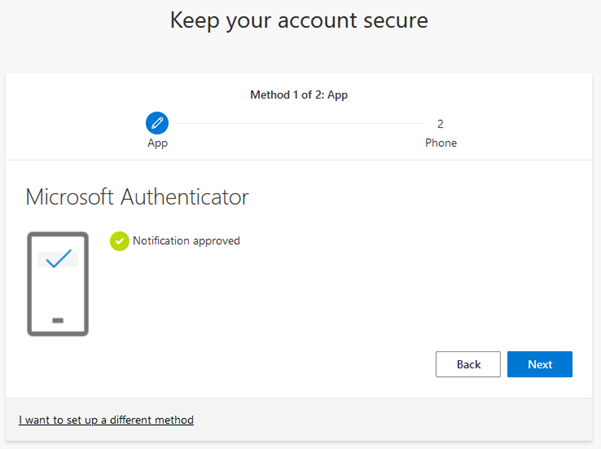 Keep your account secure
Method 1 of 2: App
2
App
Phone
Microsoft Authenticator
Notification approved
Back
Next
I want to set up a different method